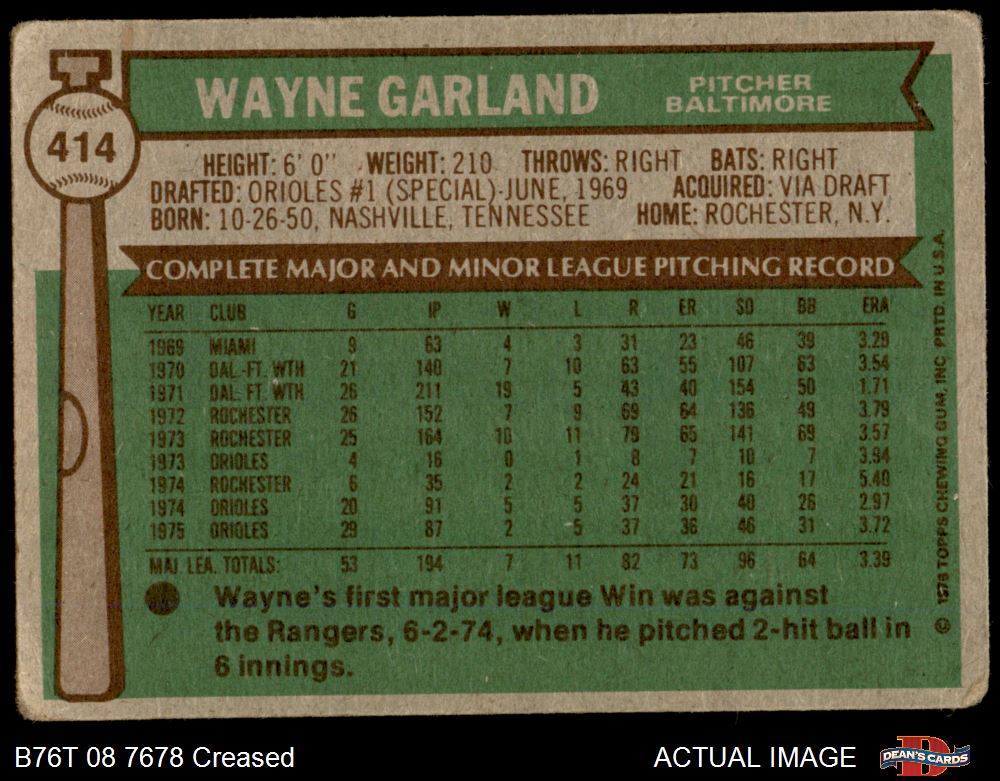 WAYNE GARLAND
PITCHER
BALTIMORE
414
HEIGHT: 6' 0" WEIGHT: 210 THROWS: RIGHT BATS: RIGHT
DRAFTED: ORIOLES #1 (SPECIAL)-JUNE, 1969 ACQUIRED: VIA DRAFT
BORN: 10-26-50, NASHVILLE, TENNESSEE HOME: ROCHESTER, N.Y.
COMPLETE MAJOR AND MINOR LEAGUE PITCHING RECORD
YEAR CLUB G IP W L R ER SO BB ERA
1969 MIAMI 9 63 4 3 31 23 46 39 3.29
1970 DAL.-FT. WTH 21 140 7 10 63 55 107 63 3.54
1971 DAL. FT. WTH 26 211 19 5 43 40 154 50 1.71
1972 ROCHESTER 26 152 7 9 69 64 136 49 3.79
1973 ROCHESTER 25 164 10 11 79 65 141 69 3.57
1973 ORIOLES 4 16 0 1 8 7 10 7 3.94
1974 ROCHESTER 6 35 2 2 24 21 16 17 5.40
1974 ORIOLES 20 91 5 5 37 30 40 26 2.97
1975 ORIOLES 29 87 2 5 37 36 46 31 3.72
MAJ. LEA. TOTALS: 53 194 7 11 82 73 96 64 3.39
Wayne's first major league Win was against
the Rangers, 6-2-74, when he pitched 2-hit ball in
6 innings.
© 1976 TOPPS CHEWING GUM, INC PRTD. IN U.S.A.
B76T 08 7678 Creased
ACTUAL IMAGE
D
DEAN'S CARDS